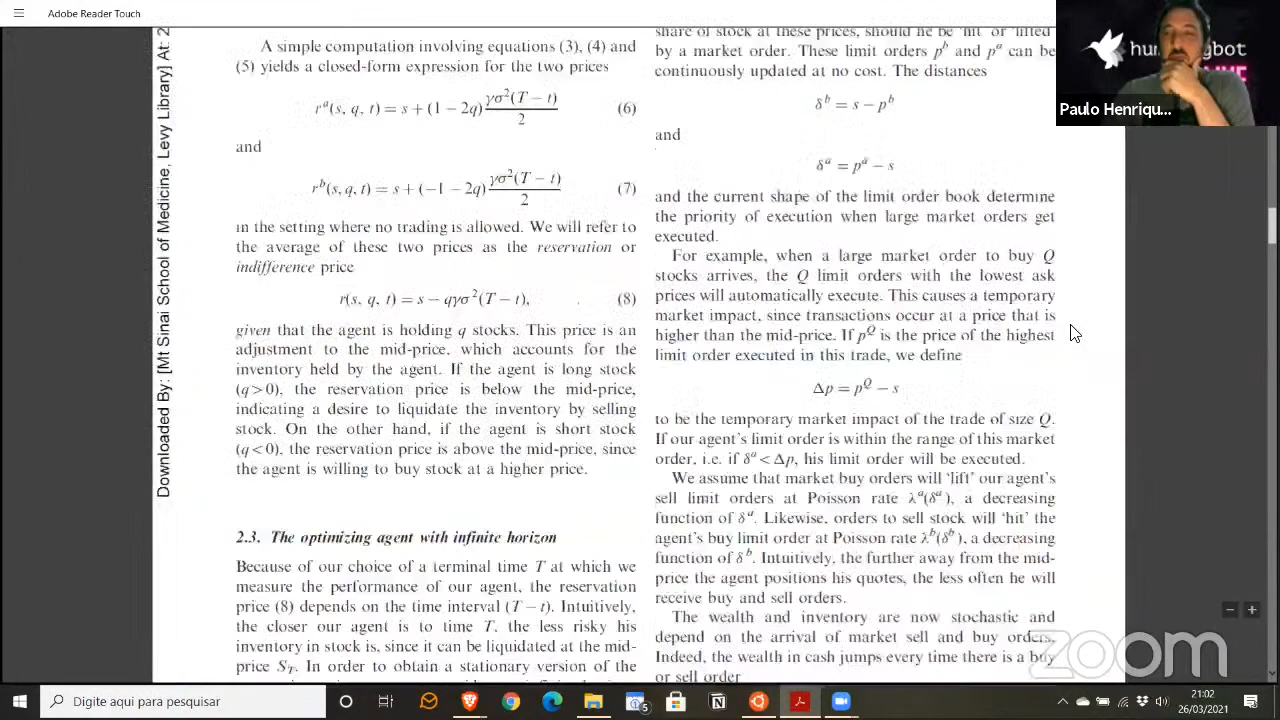 Adobe Reader Touch
Downloaded By: [Mt Sinai School of Medicine, Levy Library] At: 2
A simple computation involving equations (3), (4) and
(5) yields a closed-form expression for the two prices
r^a(s, q, t) = s + (1 − 2q) γσ²(T − t)/2 (6)
and
r^b(s, q, t) = s + (−1 − 2q) γσ²(T − t)/2 (7)
in the setting where no trading is allowed. We will refer to
the average of these two prices as the reservation or
indifference price
r(s, q, t) = s − qγσ²(T − t), (8)
given that the agent is holding q stocks. This price is an
adjustment to the mid-price, which accounts for the
inventory held by the agent. If the agent is long stock
(q > 0), the reservation price is below the mid-price,
indicating a desire to liquidate the inventory by selling
stock. On the other hand, if the agent is short stock
(q < 0), the reservation price is above the mid-price, since
the agent is willing to buy stock at a higher price.
2.3. The optimizing agent with infinite horizon
Because of our choice of a terminal time T at which we
measure the performance of our agent, the reservation
price (8) depends on the time interval (T − t). Intuitively,
the closer our agent is to time T, the less risky his
inventory in stock is, since it can be liquidated at the mid-
price S_T. In order to obtain a stationary version of the
share of stock at these prices, should he be 'hit' or 'lifted'
by a market order. These limit orders p^b and p^a can be
continuously updated at no cost. The distances
δ^b = s − p^b
and
δ^a = p^a − s
and the current shape of the limit order book determine
the priority of execution when large market orders get
executed.
For example, when a large market order to buy Q
stocks arrives, the Q limit orders with the lowest ask
prices will automatically execute. This causes a temporary
market impact, since transactions occur at a price that is
higher than the mid-price. If p^Q is the price of the highest
limit order executed in this trade, we define
Δp = p^Q − s
to be the temporary market impact of the trade of size Q.
If our agent's limit order is within the range of this market
order, i.e. if δ^a < Δp, his limit order will be executed.
We assume that market buy orders will 'lift' our agent's
sell limit orders at Poisson rate λ^a(δ^a), a decreasing
function of δ^a. Likewise, orders to sell stock will 'hit' the
agent's buy limit order at Poisson rate λ^b(δ^b), a decreasing
function of δ^b. Intuitively, the further away from the mid-
price the agent positions his quotes, the less often he will
receive buy and sell orders.
The wealth and inventory are now stochastic and
depend on the arrival of market sell and buy orders.
Indeed, the wealth in cash jumps every time there is a buy
or sell order
Paulo Henriqu...
zoom
Digite aqui para pesquisar
21:02
26/03/2021